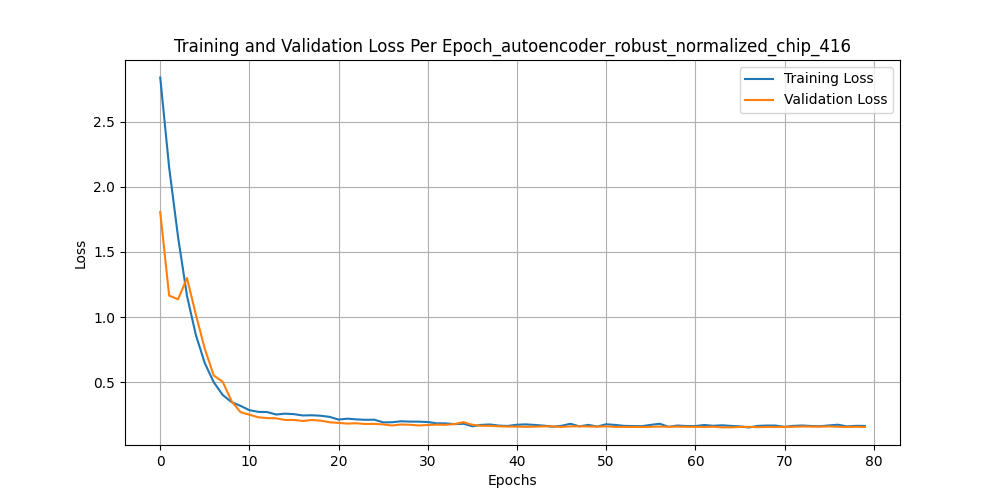 Training and Validation Loss Per Epoch_autoencoder_robust_normalized_chip_416
Training Loss
Validation Loss
Loss
2.5
2.0
1.5
1.0
0.5
0 10 20 30 40 50 60 70 80
Epochs